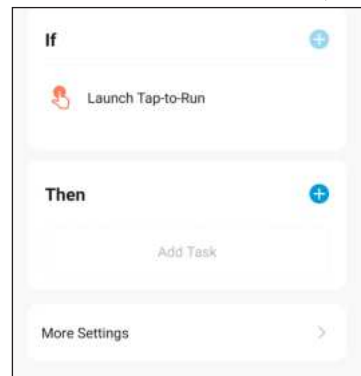 If
Launch Tap-to-Run
Then
Add Task
More Settings